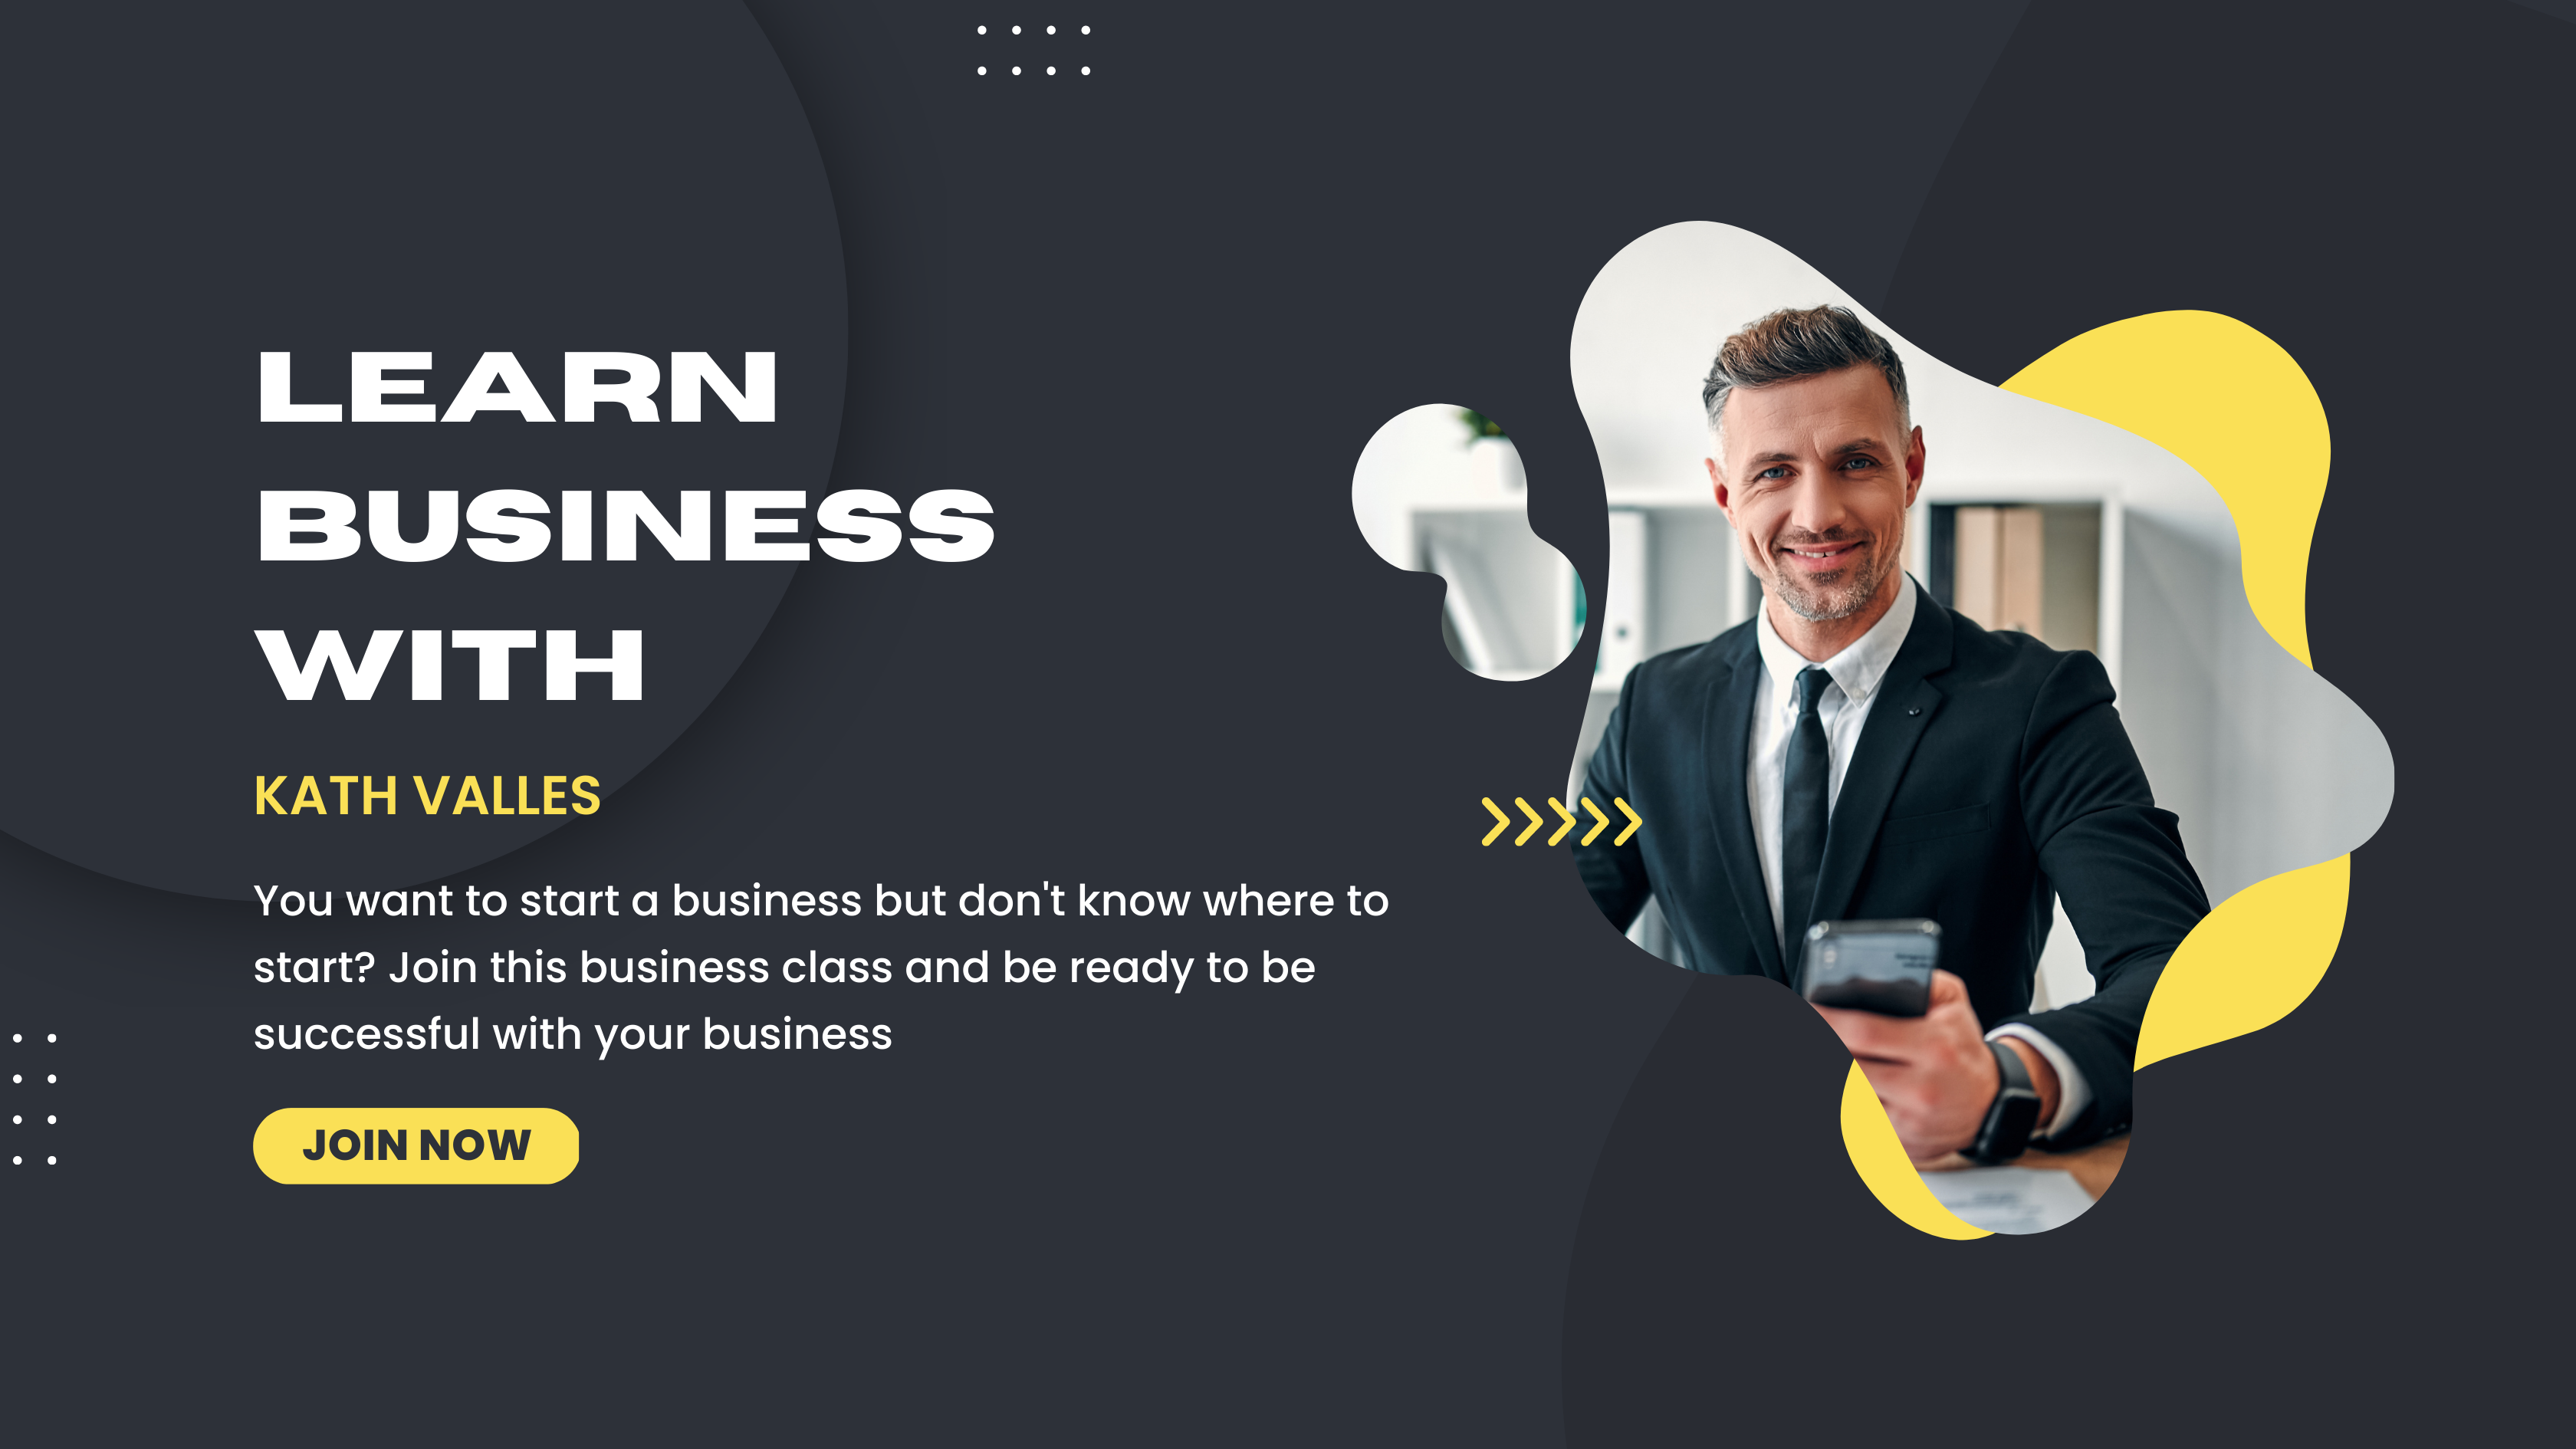 LEARN
BUSINESS
WITH
KATH VALLES
You want to start a business but don't know where to
start? Join this business class and be ready to be
successful with your business
JOIN NOW